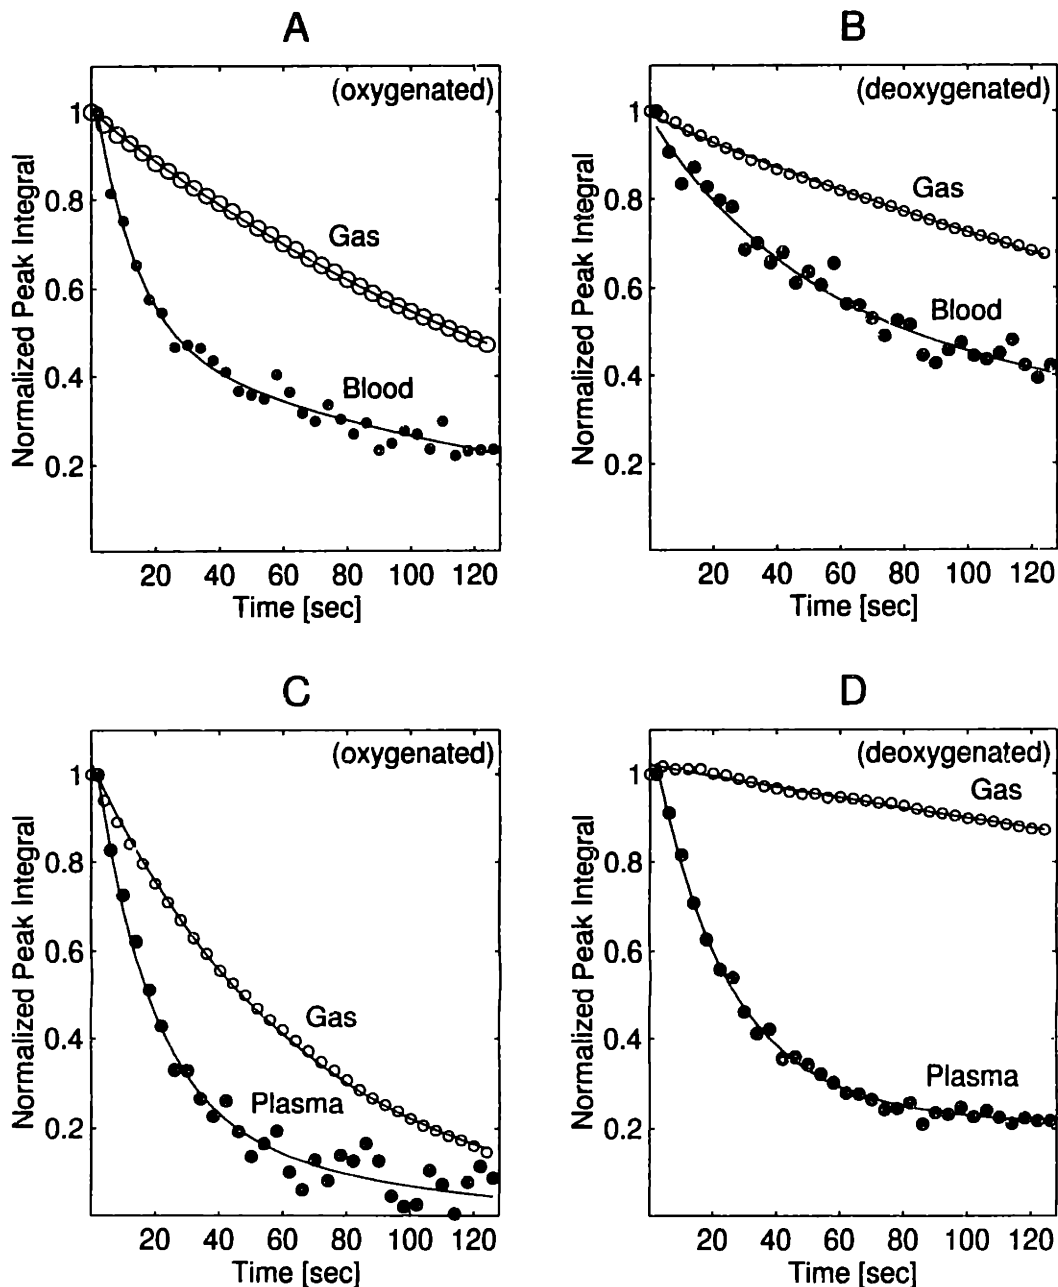 A
(oxygenated)
Normalized Peak Integral
1
0.8
0.6
0.4
0.2
Gas
Blood
20 40 60 80 100 120
Time [sec]
B
(deoxygenated)
Normalized Peak Integral
1
0.8
0.6
0.4
0.2
Gas
Blood
20 40 60 80 100 120
Time [sec]
C
(oxygenated)
Normalized Peak Integral
1
0.8
0.6
0.4
0.2
Gas
Plasma
20 40 60 80 100 120
Time [sec]
D
(deoxygenated)
Normalized Peak Integral
1
0.8
0.6
0.4
0.2
Gas
Plasma
20 40 60 80 100 120
Time [sec]